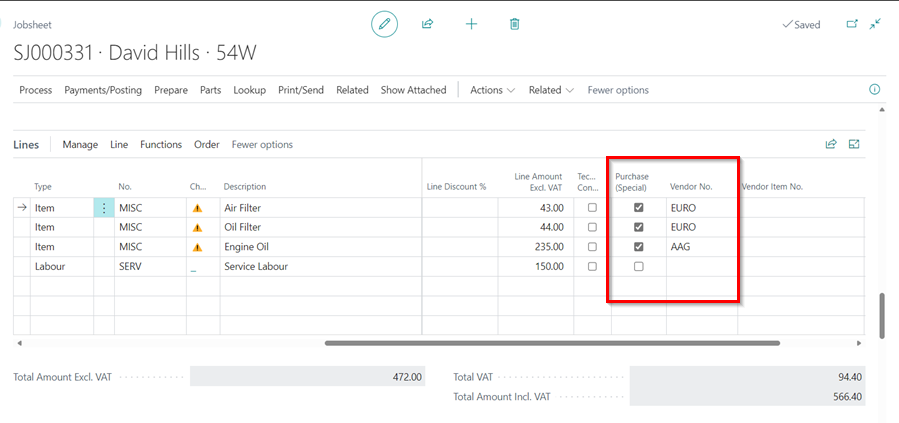 Jobsheet
Saved
SJ000331 · David Hills · 54W
Process Payments/Posting Prepare Parts Lookup Print/Send Related Show Attached Actions Related Fewer options
Lines Manage Line Functions Order Fewer options
Type No. Ch... Description Line Discount % Line Amount Excl. VAT Tec... Con... Purchase (Special) Vendor No. Vendor Item No.
Item MISC Air Filter 43.00 EURO
Item MISC Oil Filter 44.00 EURO
Item MISC Engine Oil 235.00 AAG
Labour SERV _ Service Labour 150.00
Total Amount Excl. VAT 472.00 Total VAT 94.40
Total Amount Incl. VAT 566.40